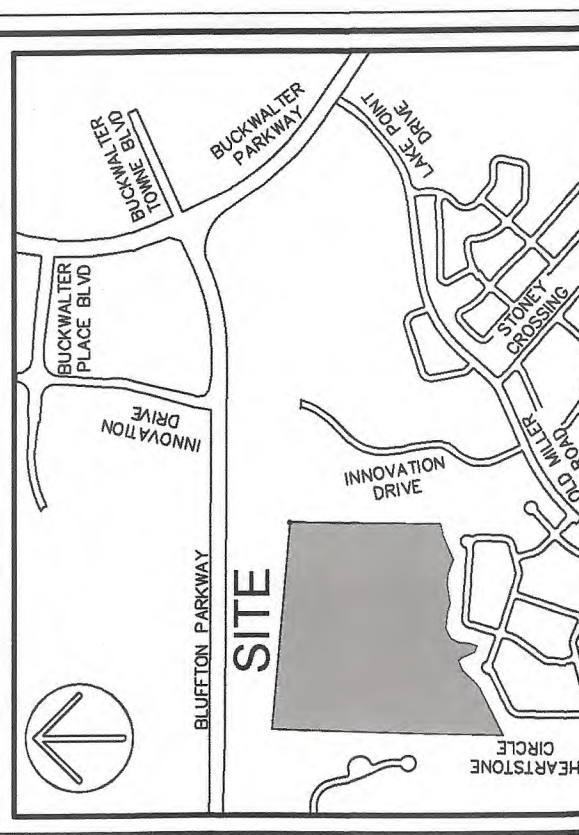 BUCKWALTER
TOWNE BLVD
BUCKWALTER
PARKWAY
LAKE POINT
DRIVE
BUCKWALTER
PLACE BLVD
STONEY
CROSSING
INNOVATION
DRIVE
INNOVATION
DRIVE
OLD MILLER
ROAD
BLUFFTON PARKWAY
SITE
HEARTSTONE
CIRCLE